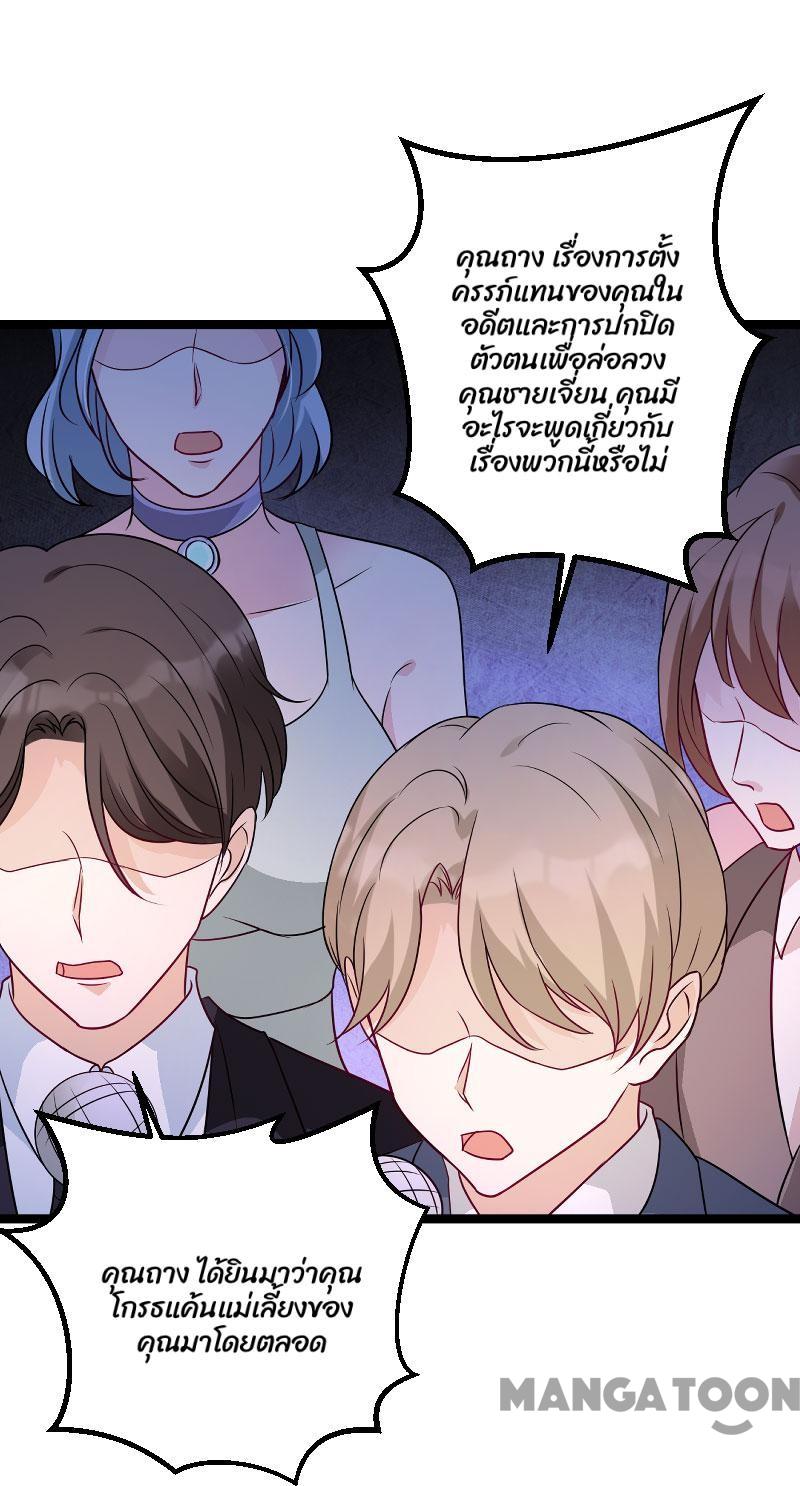 คุณถาง เรื่องการตั้ง
ครรภ์แทนของคุณใน
อดีตและการปกปิด
ตัวตนเพื่อล่อลวง
คุณชายเจี่ยน คุณมี
อะไรจะพูดเกี่ยวกับ
เรื่องพวกนี้หรือไม่
คุณถาง ได้ยินมาว่าคุณ
โกรธแค้นแม่เลี้ยงของ
คุณมาโดยตลอด
MANGATOON